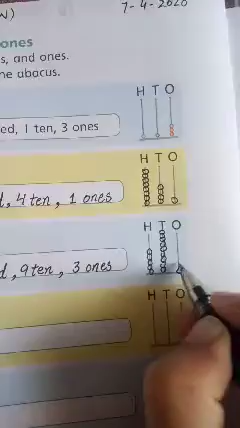 W)
7-4-2020
ones
s, and ones.
he abacus.
H T O
ed, 1 ten, 3 ones
H T O
d, 4 ten, 1 ones
H T O
d, 9 ten, 3 ones
H T O